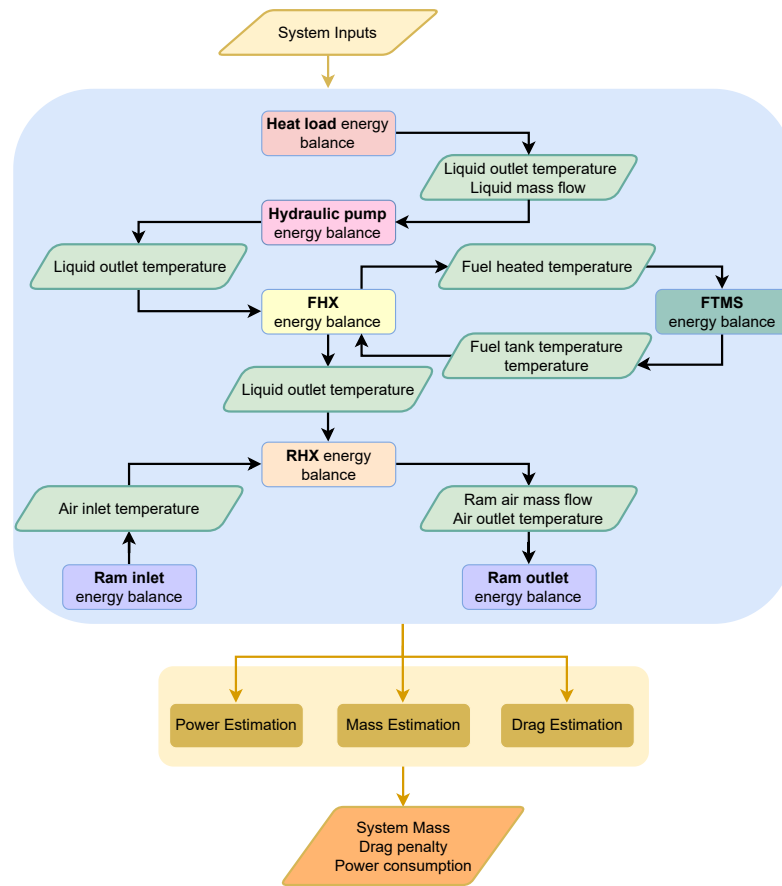 System Inputs
Heat load energy
balance
Liquid outlet temperature
Liquid mass flow
Hydraulic pump
energy balance
Liquid outlet temperature
Fuel heated temperature
FHX
energy balance
FTMS
energy balance
Fuel tank temperature
temperature
Liquid outlet temperature
RHX energy
balance
Air inlet temperature
Ram air mass flow
Air outlet temperature
Ram inlet
energy balance
Ram outlet
energy balance
Power Estimation
Mass Estimation
Drag Estimation
System Mass
Drag penalty
Power consumption